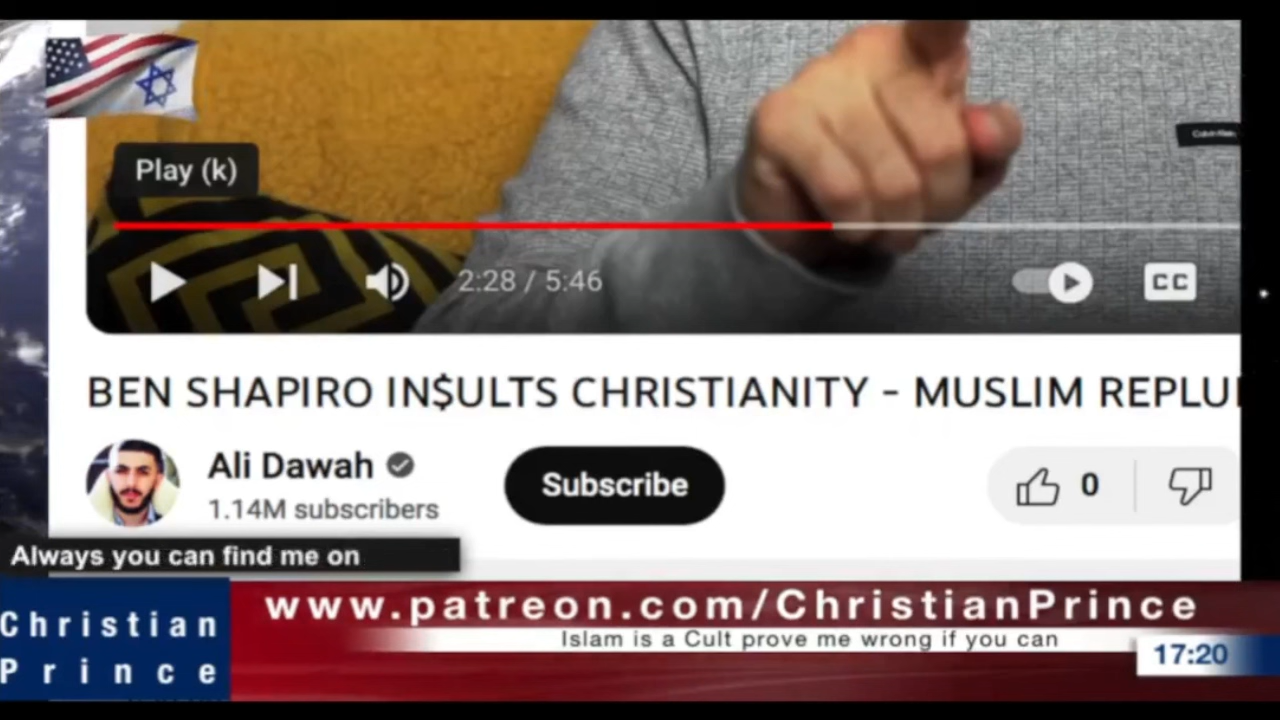 Play (k)
2:28 / 5:46
CC
BEN SHAPIRO IN$ULTS CHRISTIANITY - MUSLIM REPLU
Ali Dawah
1.14M subscribers
Subscribe
0
Always you can find me on
Christian
Prince
www.patreon.com/ChristianPrince
Islam is a Cult prove me wrong if you can
17:20